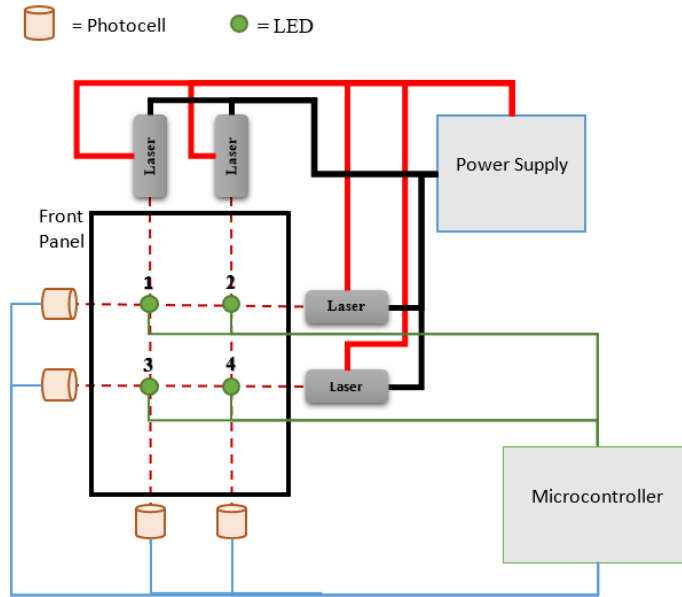 = Photocell
= LED
Laser
Laser
Power Supply
Front
Panel
1
2
Laser
3
4
Laser
Microcontroller